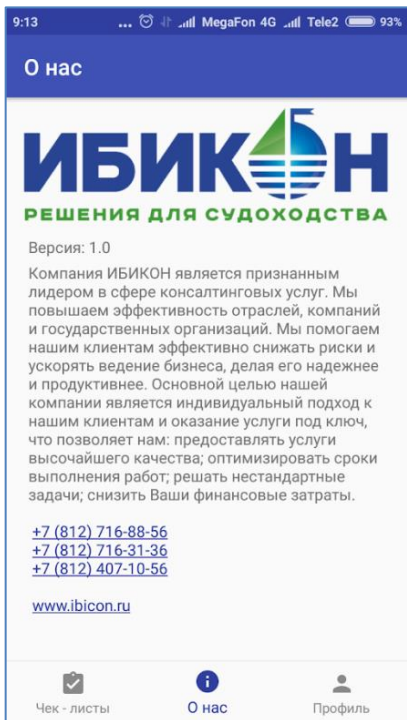 9:13 ... MegaFon 4G Tele2 93%
О нас
ИБИКОН
РЕШЕНИЯ ДЛЯ СУДОХОДСТВА
Версия: 1.0
Компания ИБИКОН является признанным
лидером в сфере консалтинговых услуг. Мы
повышаем эффективность отраслей, компаний
и государственных организаций. Мы помогаем
нашим клиентам эффективно снижать риски и
ускорять ведение бизнеса, делая его надежнее
и продуктивнее. Основной целью нашей
компании является индивидуальный подход к
нашим клиентам и оказание услуги под ключ,
что позволяет нам: предоставлять услуги
высочайшего качества; оптимизировать сроки
выполнения работ; решать нестандартные
задачи; снизить Ваши финансовые затраты.
+7 (812) 716-88-56
+7 (812) 716-31-36
+7 (812) 407-10-56
www.ibicon.ru
Чек - листы О нас Профиль